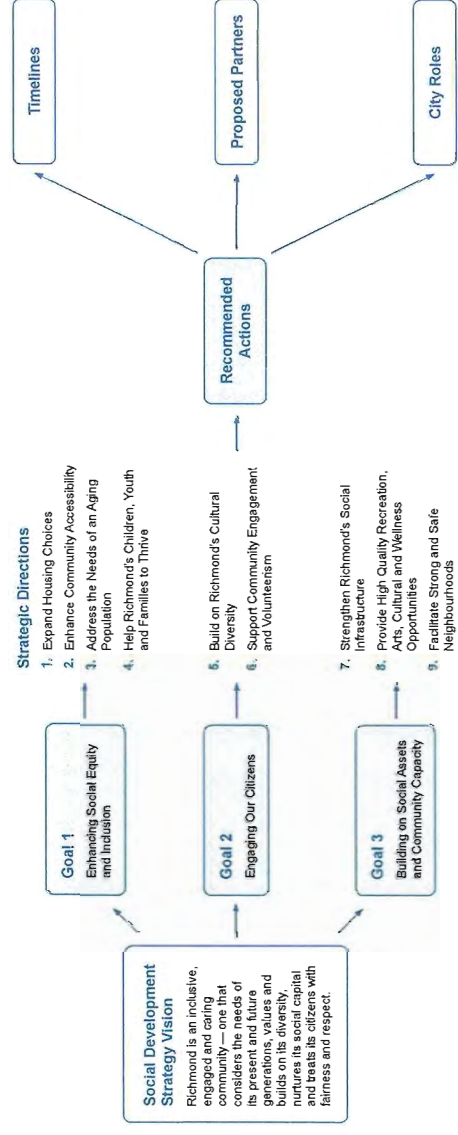 Social Development
Strategy Vision
Richmond is an inclusive,
engaged and caring
community — one that
considers the needs of
its present and future
generations, values and
builds on its diversity,
nurtures its social capital
and treats its citizens with
fairness and respect.
Goal 1
Enhancing Social Equity
and Inclusion
Goal 2
Engaging Our Citizens
Goal 3
Building on Social Assets
and Community Capacity
Strategic Directions
1. Expand Housing Choices
2. Enhance Community Accessibility
3. Address the Needs of an Aging
Population
4. Help Richmond's Children, Youth
and Families to Thrive
5. Build on Richmond's Cultural
Diversity
6. Support Community Engagement
and Volunteerism
7. Strengthen Richmond's Social
Infrastructure
8. Provide High Quality Recreation,
Arts, Cultural and Wellness
Opportunities
9. Facilitate Strong and Safe
Neighbourhoods
Recommended
Actions
Timelines
Proposed Partners
City Roles